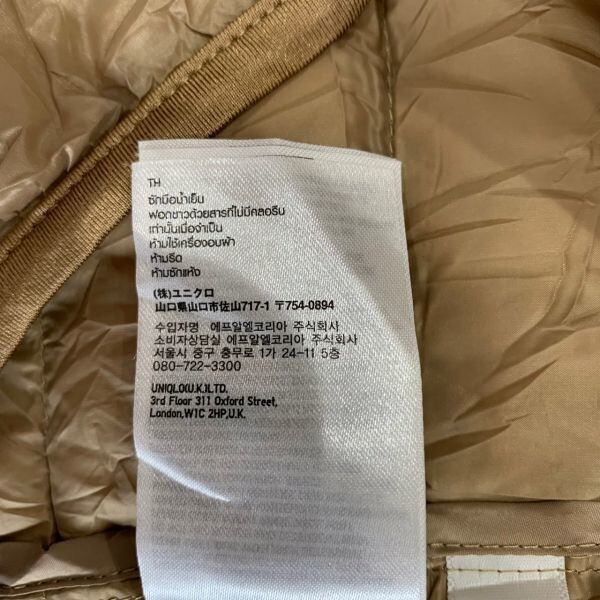 TH
ซักมือน้ำเย็น
ฟอกขาวด้วยสารที่ไม่มีคลอรีน
เท่านั้นเมื่อจำเป็น
ห้ามใช้เครื่องอบผ้า
ห้ามรีด
ห้ามซักแห้ง
(株)ユニクロ
山口県山口市佐山717-1 〒754-0894
수입자명 에프알엘코리아 주식회사
소비자상담실 에프알엘코리아 주식회사
서울시 중구 충무로 1가 24-11 5층
080-722-3300
UNIQLO(U.K.)LTD.
3rd Floor 311 Oxford Street,
London,W1C 2HP,U.K.